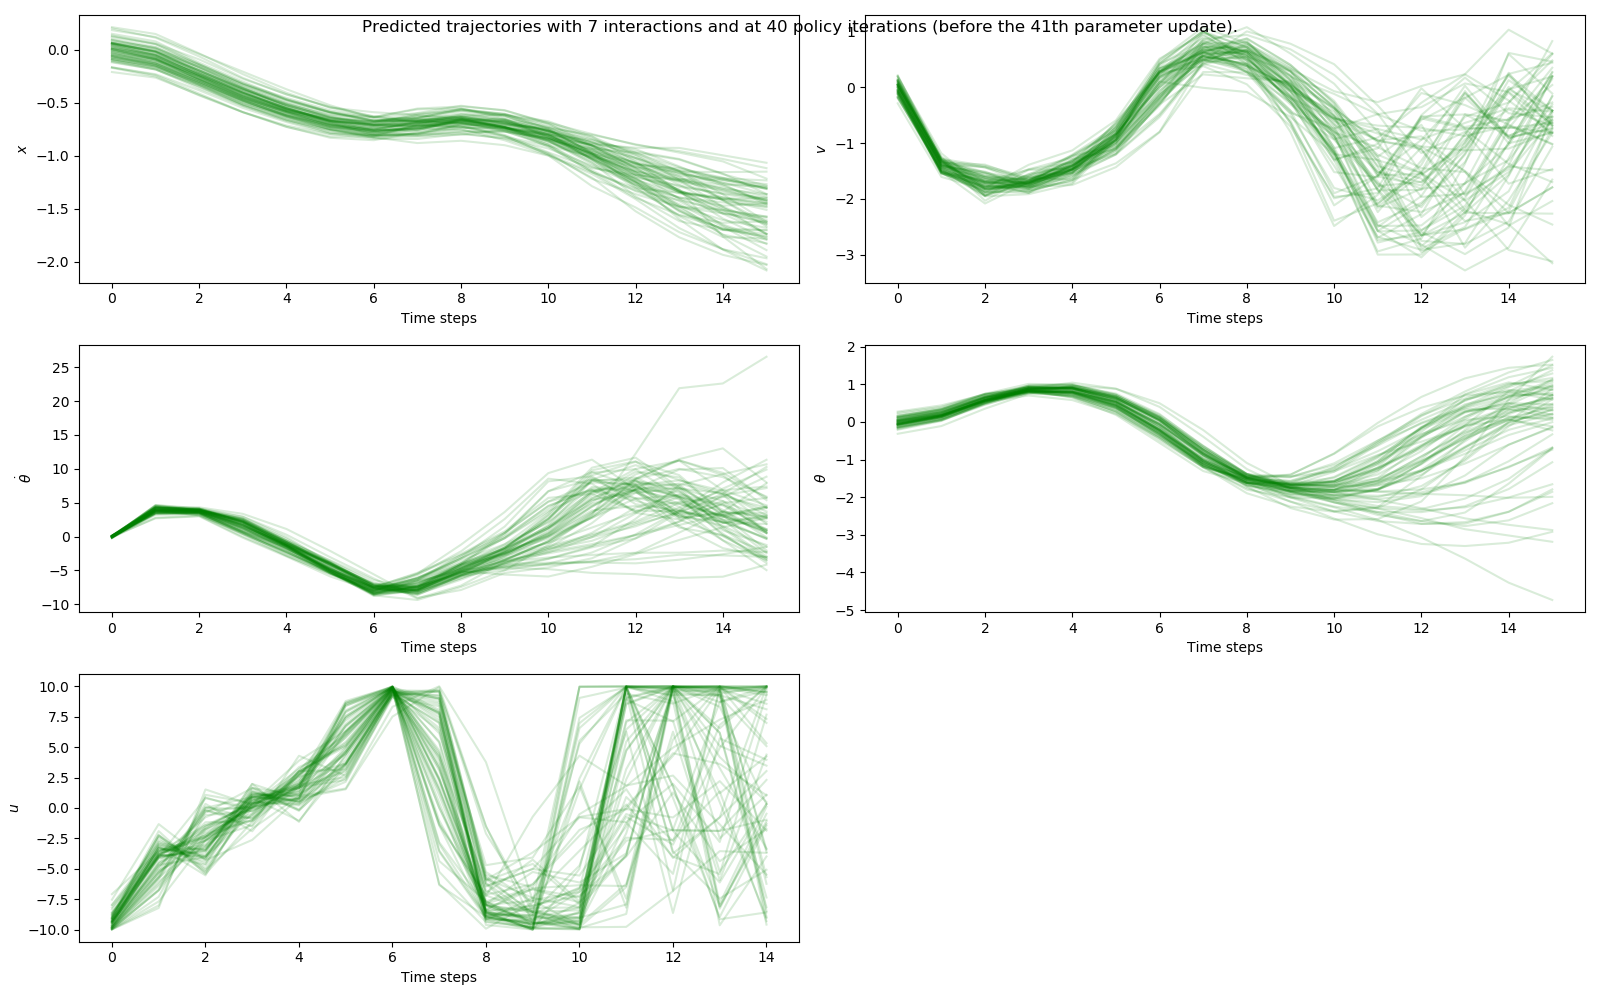 Predicted trajectories with 7 interactions and at 40 policy iterations (before the 41th parameter update).
x
0.0
−0.5
−1.0
−1.5
−2.0
0 2 4 6 8 10 12 14
Time steps
v
1
0
−1
−2
−3
0 2 4 6 8 10 12 14
Time steps
θ̇
25
20
15
10
5
0
−5
−10
0 2 4 6 8 10 12 14
Time steps
θ
2
1
0
−1
−2
−3
−4
−5
0 2 4 6 8 10 12 14
Time steps
u
10.0
7.5
5.0
2.5
0.0
−2.5
−5.0
−7.5
−10.0
0 2 4 6 8 10 12 14
Time steps